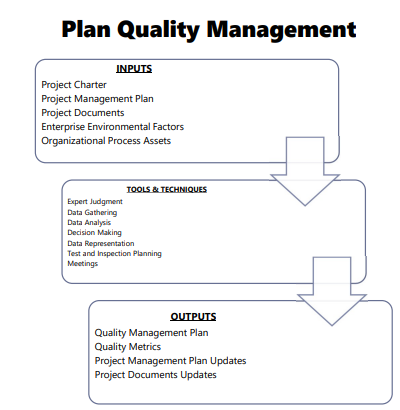 Plan Quality Management
INPUTS
Project Charter
Project Management Plan
Project Documents
Enterprise Environmental Factors
Organizational Process Assets
TOOLS & TECHNIQUES
Expert Judgment
Data Gathering
Data Analysis
Decision Making
Data Representation
Test and Inspection Planning
Meetings
OUTPUTS
Quality Management Plan
Quality Metrics
Project Management Plan Updates
Project Documents Updates